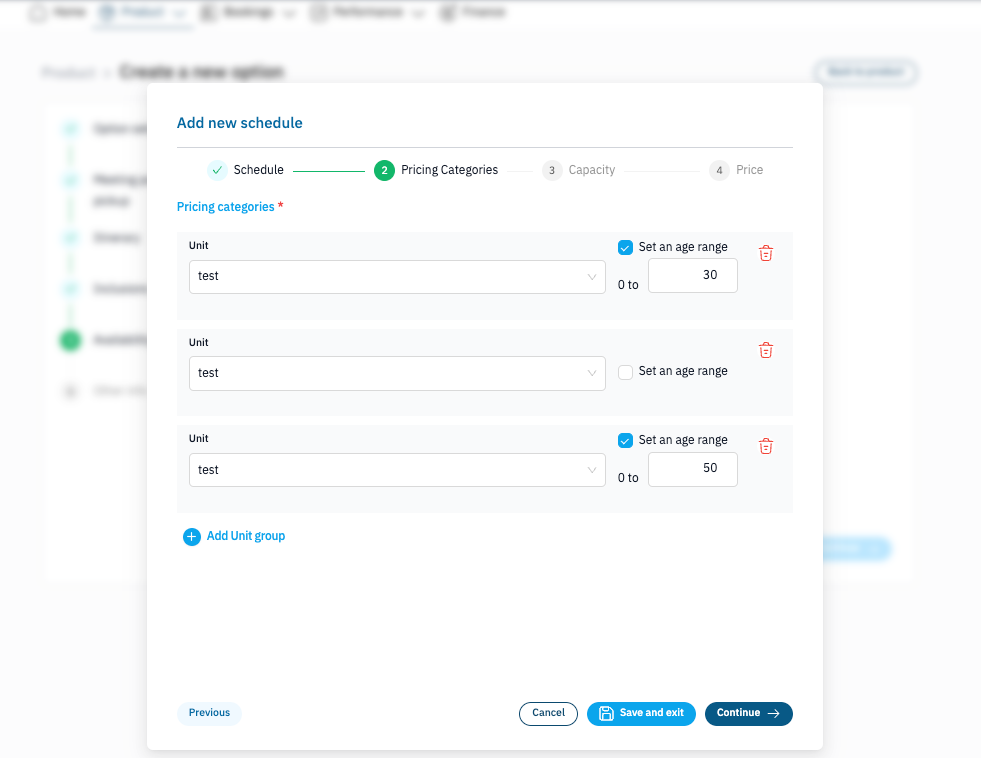 Home Product Bookings Performance Finance
Product > Create a new option
Back to product
Add new schedule
Schedule 2 Pricing Categories 3 Capacity 4 Price
Pricing categories *
Unit
Set an age range
test
0 to 30
Unit
test
Set an age range
Unit
Set an age range
test
0 to 50
Add Unit group
Previous Cancel Save and exit Continue